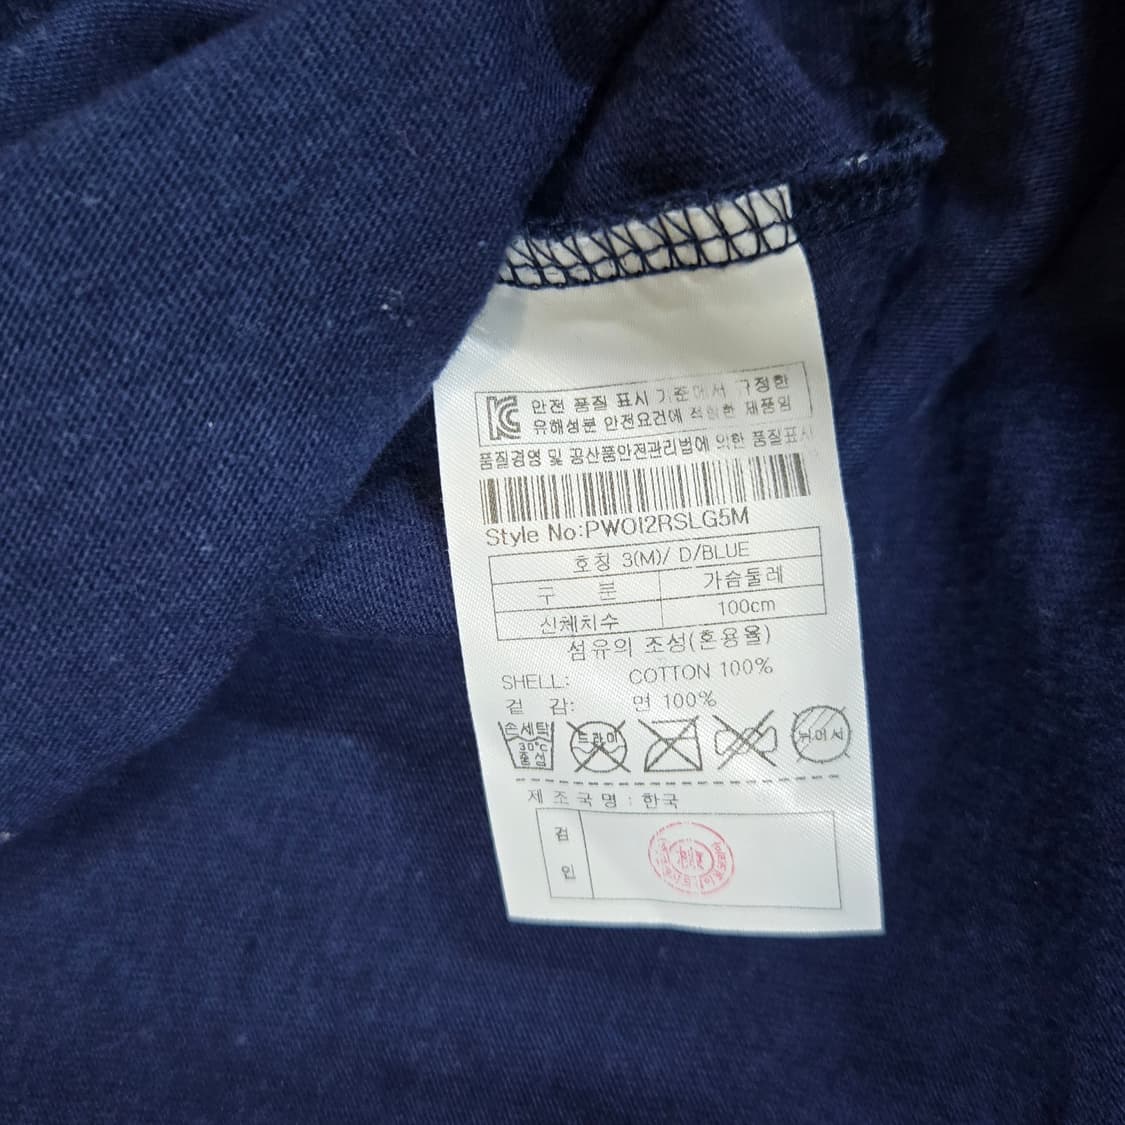 안전 품질 표시 기준에서 규정한
유해성분 안전요건에 적합한 제품임
품질경영 및 공산품안전관리법에 의한 품질표시
Style No:PW0I2RSLG5M
호칭 3(M)/ D/BLUE
구 분 가슴둘레
신체치수 100cm
섬유의 조성(혼용율)
SHELL: COTTON 100%
겉 감: 면 100%
손세탁 30℃ 중성 드라이 뉘어서
제 조 국 명 : 한국
검
인